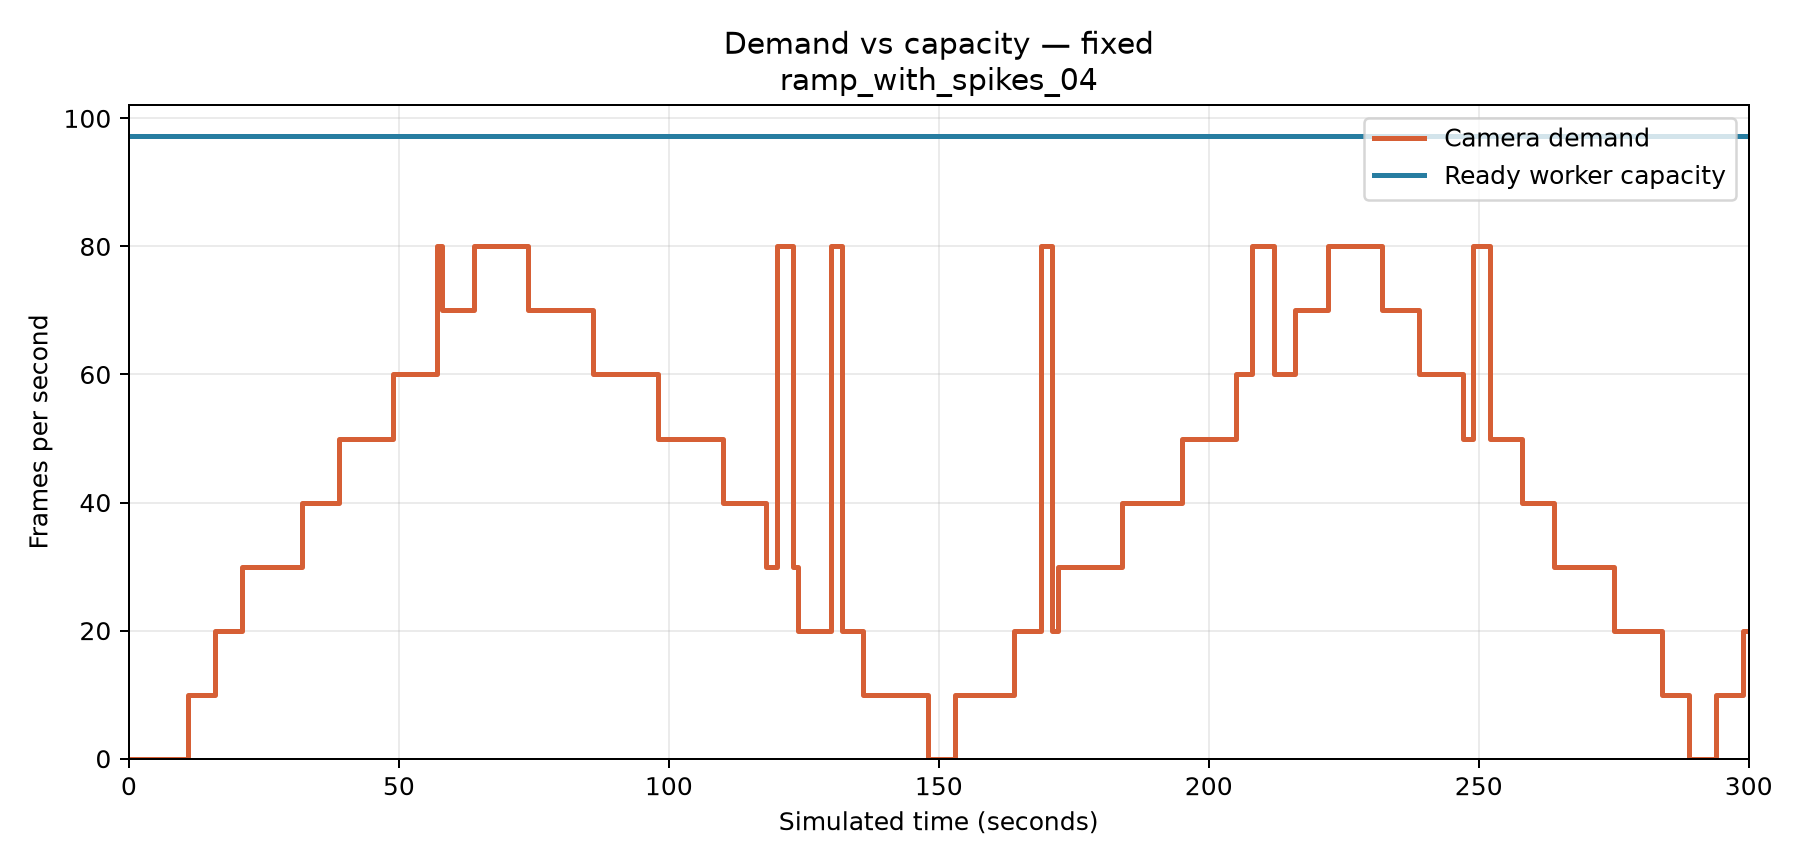 Demand vs capacity — fixed
ramp_with_spikes_04
100
80
60
40
20
0
Frames per second
Camera demand
Ready worker capacity
0 50 100 150 200 250 300
Simulated time (seconds)